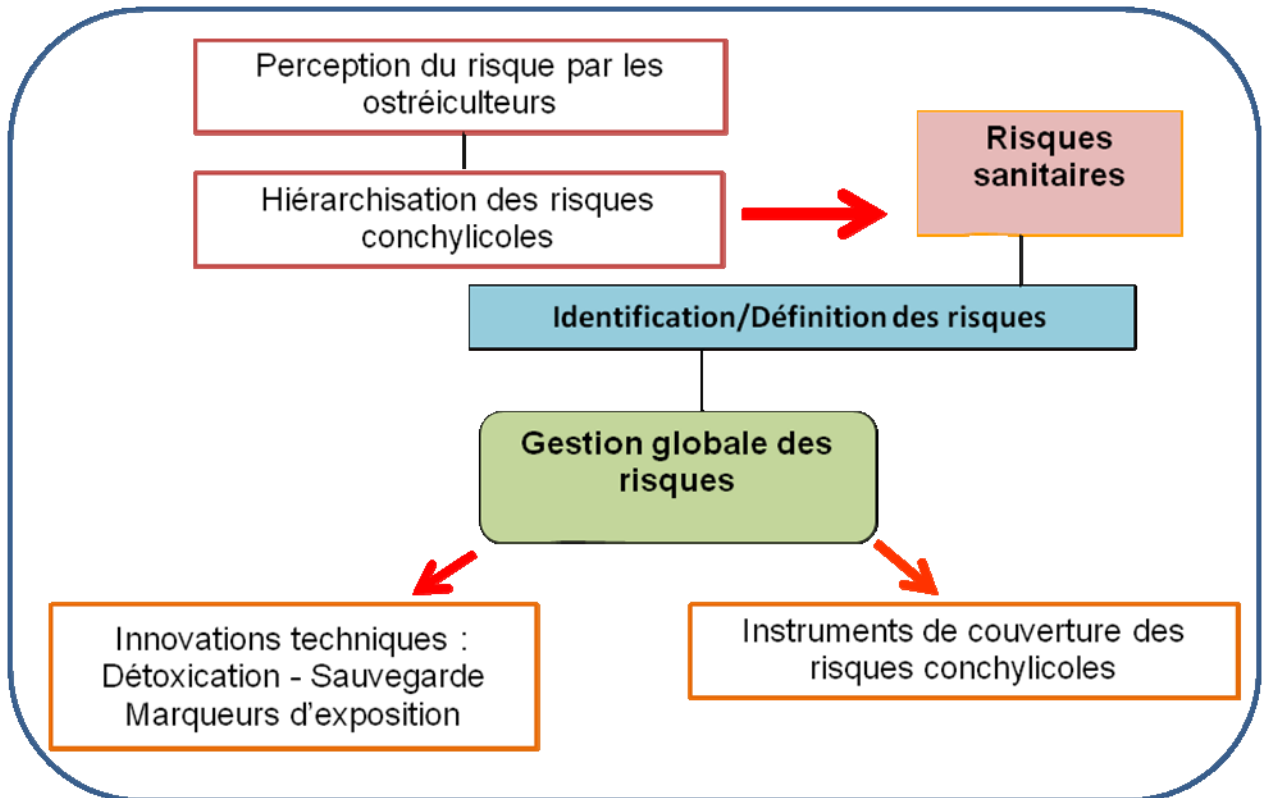 Perception du risque par les
ostréiculteurs
Hiérarchisation des risques
conchylicoles
Risques
sanitaires
Identification/Définition des risques
Gestion globale des
risques
Innovations techniques :
Détoxication - Sauvegarde
Marqueurs d'exposition
Instruments de couverture des
risques conchylicoles